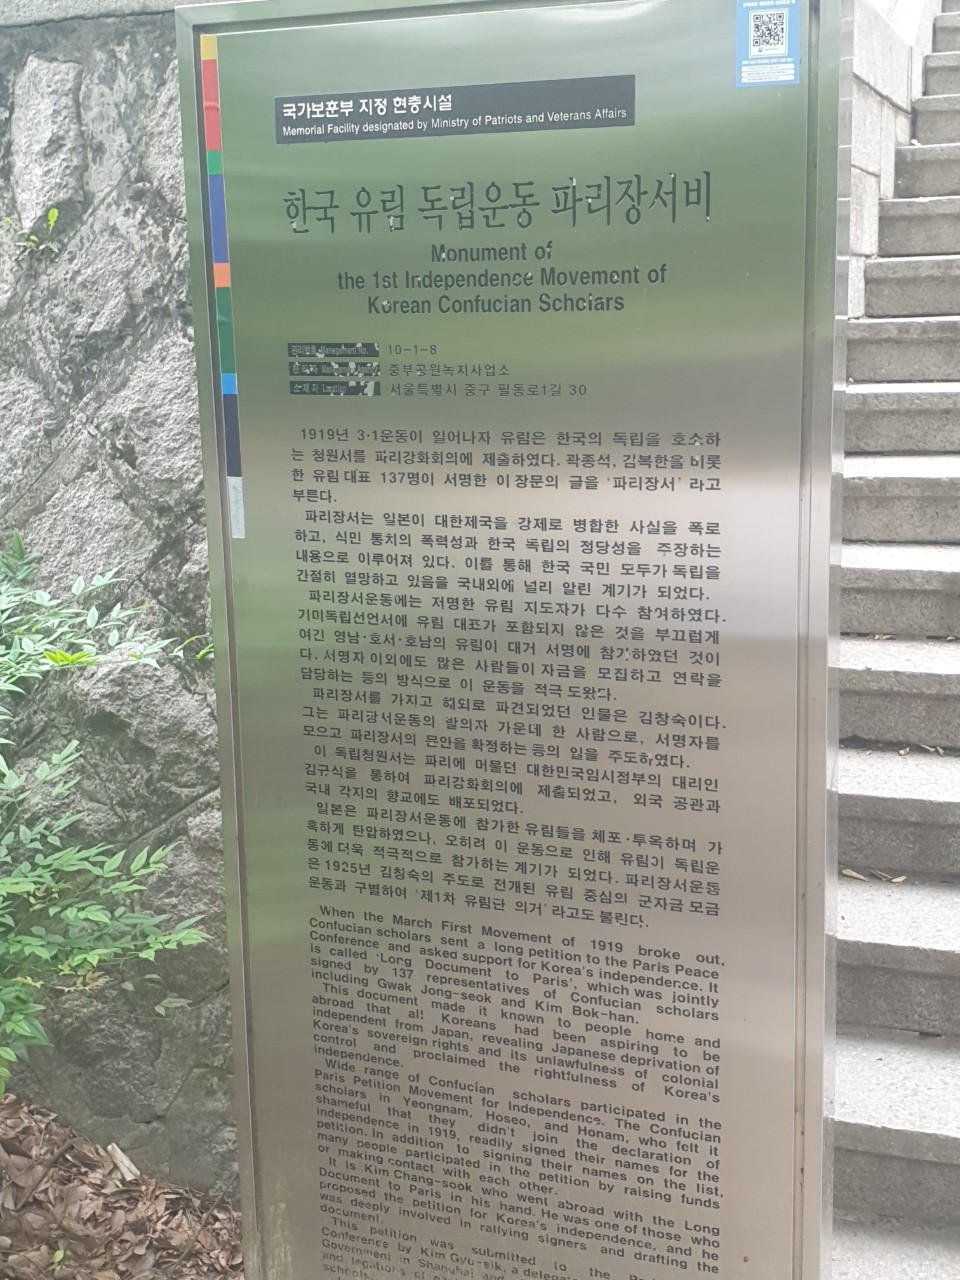 국가보훈부 지정 현충시설
Memorial Facility designated by Ministry of Patriots and Veterans Affairs
한국 유림 독립운동 파리장서비
Monument of
the 1st Independence Movement of
Korean Confucian Scholars
관리번호 Management No. 10-1-8
관리자 중부공원녹지사업소
소재지 Location 서울특별시 중구 필동로1길 30
1919년 3·1운동이 일어나자 유림은 한국의 독립을 호소하
는 청원서를 파리강화회의에 제출하였다. 곽종석, 김복한을 비롯
한 유림 대표 137명이 서명한 이 장문의 글을 '파리장서' 라고
부른다.
파리장서는 일본이 대한제국을 강제로 병합한 사실을 폭로
하고, 식민 통치의 폭력성과 한국 독립의 정당성을 주장하는
내용으로 이루어져 있다. 이를 통해 한국 국민 모두가 독립을
간절히 열망하고 있음을 국내외에 널리 알린 계기가 되었다.
파리장서운동에는 저명한 유림 지도자가 다수 참여하였다.
기미독립선언서에 유림 대표가 포함되지 않은 것을 부끄럽게
여긴 영남·호서·호남의 유림이 대거 서명에 참가하였던 것이
다. 서명자 이외에도 많은 사람들이 자금을 모집하고 연락을
담당하는 등의 방식으로 이 운동을 적극 도왔다.
파리장서를 가지고 해외로 파견되었던 인물은 김창숙이다.
그는 파리장서운동의 발의자 가운데 한 사람으로, 서명자를
모으고 파리장서의 문안을 확정하는 등의 일을 주도하였다.
이 독립청원서는 파리에 머물던 대한민국임시정부의 대리인
김규식을 통하여 파리강화회의에 제출되었고, 외국 공관과
국내 각지의 향교에도 배포되었다.
일본은 파리장서운동에 참가한 유림들을 체포·투옥하며 가
혹하게 탄압하였으나, 오히려 이 운동으로 인해 유림이 독립운
동에 더욱 적극적으로 참가하는 계기가 되었다. 파리장서운동
은 1925년 김창숙의 주도로 전개된 유림 중심의 군자금 모금
운동과 구별하여 '제1차 유림단 의거' 라고도 불린다.
When the March First Movement of 1919 broke out,
Confucian scholars sent a long petition to the Paris Peace
Conference and asked support for Korea's independence. It
is called 'Long Document to Paris', which was jointly
signed by 137 representatives of Confucian scholars
including Gwak Jong-seok and Kim Bok-han.
This document made it known to people home and
abroad that all Koreans had been aspiring to be
independent from Japan, revealing Japanese deprivation of
Korea's sovereign rights and its unlawfulness of colonial
control and proclaimed the rightfulness of Korea's
independence.
Wide range of Confucian scholars participated in the
Paris Petition Movement for Independence. The Confucian
scholars in Yeongnam, Hoseo, and Honam, who felt it
shameful that they didn't join the declaration of
independence in 1919, readily signed their names for the
petition. In addition to signing their names on the list,
many people participated in the petition by raising funds
or making contact with each other.
It is Kim Chang-sook who went abroad with the Long
Document to Paris in his hand. He was one of those who
proposed the petition for Korea's independence, and he
was deeply involved in rallying signers and drafting the
document.
This petition was submitted to the
Conference by Kim Gyu-sik, a
Government in Shanghai and
and legations of